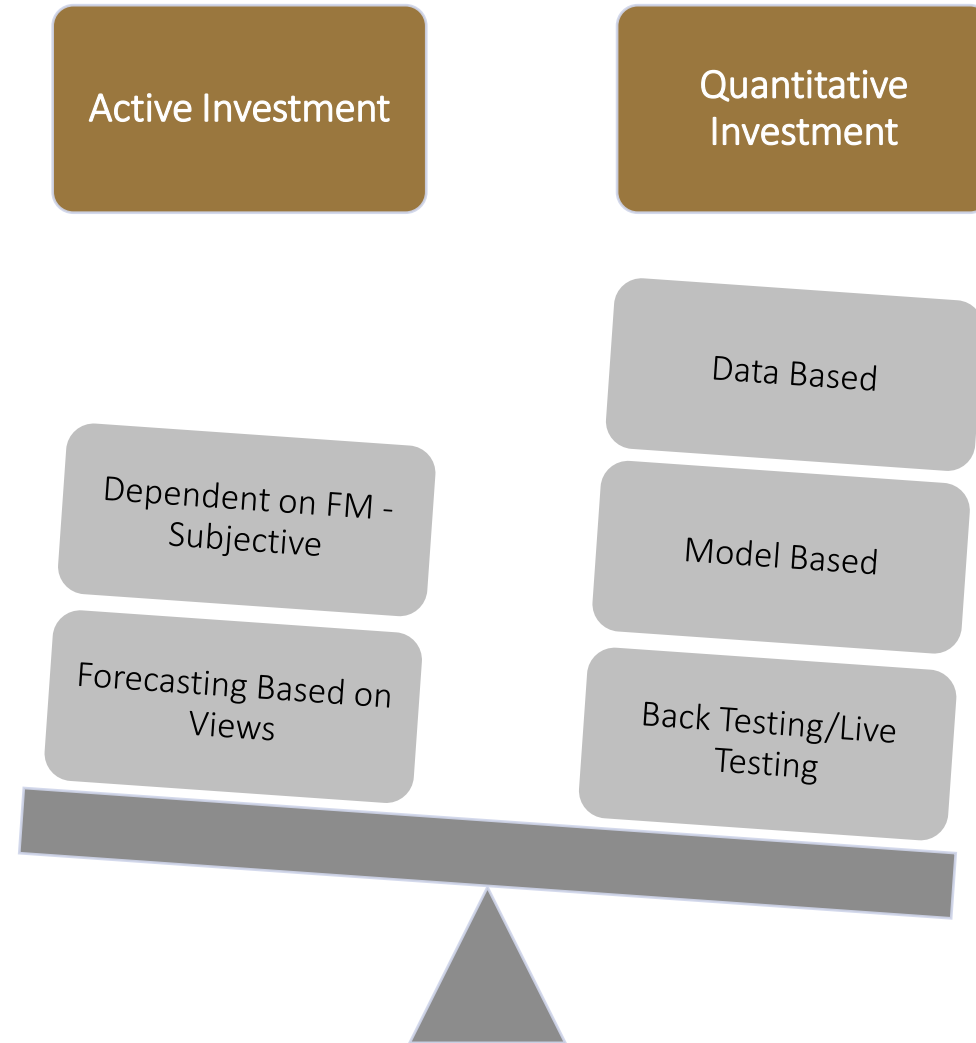 Active Investment
Quantitative
Investment
Dependent on FM -
Subjective
Forecasting Based on
Views
Data Based
Model Based
Back Testing/Live
Testing